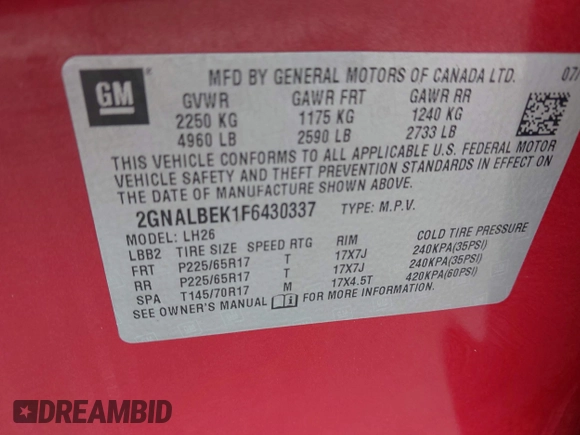 GM
MFD BY GENERAL MOTORS OF CANADA LTD. 07/
GVWR GAWR FRT GAWR RR
2250 KG 1175 KG 1240 KG
4960 LB 2590 LB 2733 LB
THIS VEHICLE CONFORMS TO ALL APPLICABLE U.S. FEDERAL MOTOR
VEHICLE SAFETY AND THEFT PREVENTION STANDARDS IN EFFECT ON
THE DATE OF MANUFACTURE SHOWN ABOVE.
2GNALBEK1F6430337 TYPE: M.P.V.
MODEL: LH26
LBB2 TIRE SIZE SPEED RTG RIM COLD TIRE PRESSURE
FRT P225/65R17 T 17X7J 240KPA(35PSI)
RR P225/65R17 T 17X7J 240KPA(35PSI)
SPA T145/70R17 M 17X4.5T 420KPA(60PSI)
SEE OWNER'S MANUAL FOR MORE INFORMATION.
DREAMBID